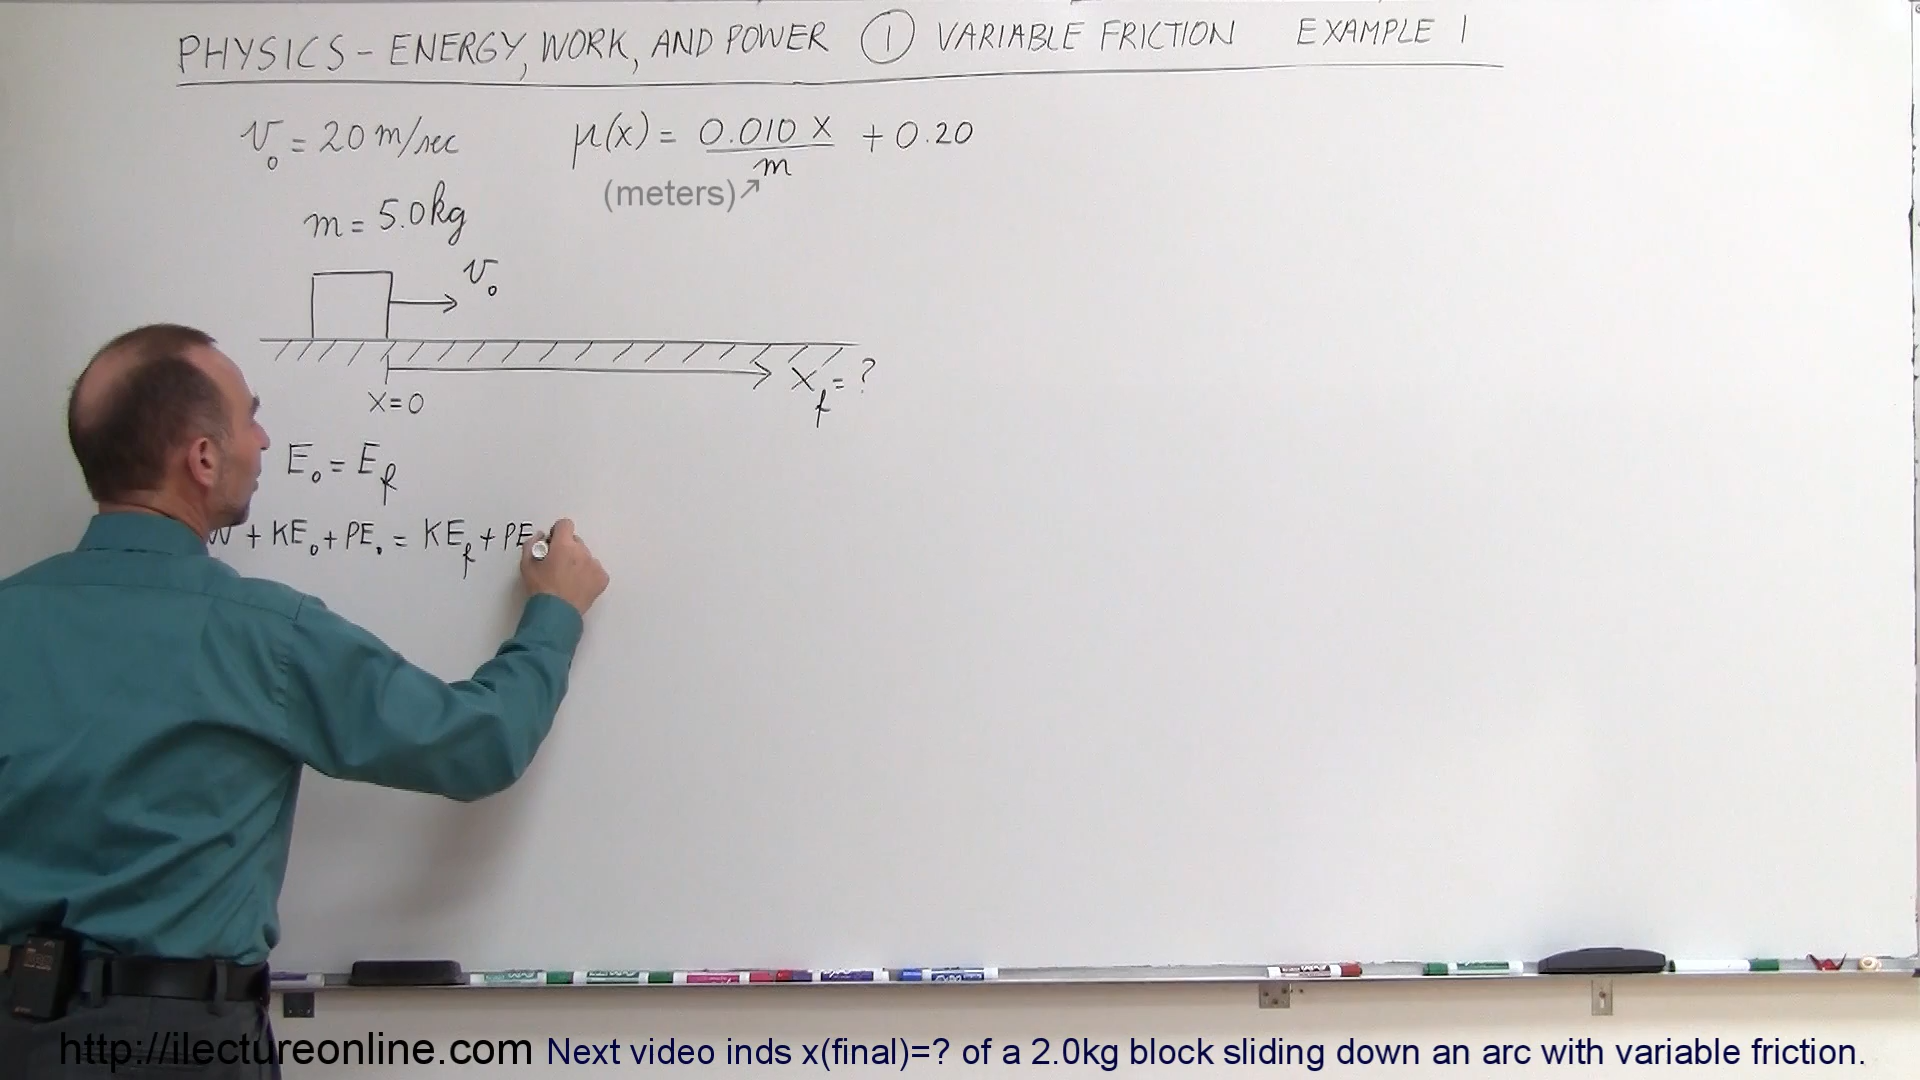 PHYSICS - ENERGY, WORK, AND POWER ① VARIABLE FRICTION EXAMPLE 1
v₀ = 20 m/sec μ(x) = 0.010 x / m + 0.20
(meters)↗
m = 5.0 kg
v₀
x_f = ?
x = 0
E₀ = E_f
W + KE₀ + PE₀ = KE_f + PE
http://ilectureonline.com Next video inds x(final)=? of a 2.0kg block sliding down an arc with variable friction.